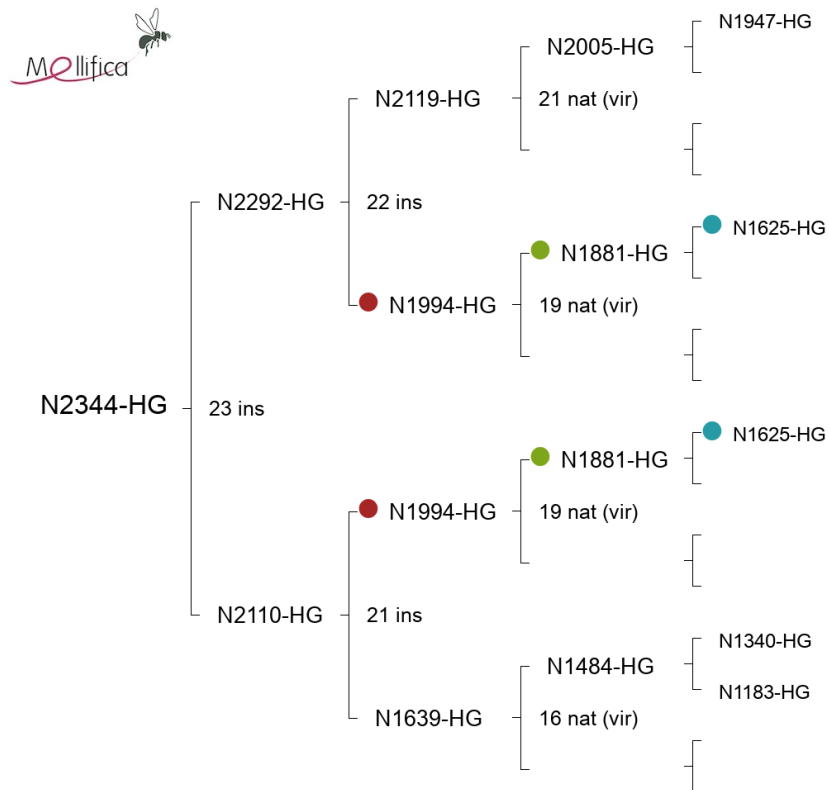 Mellifica
N1947-HG
N2005-HG
N2119-HG
21 nat (vir)
N2292-HG
22 ins
N1625-HG
N1881-HG
N1994-HG
19 nat (vir)
N2344-HG
23 ins
N1625-HG
N1881-HG
N1994-HG
19 nat (vir)
N2110-HG
21 ins
N1340-HG
N1484-HG
N1183-HG
N1639-HG
16 nat (vir)